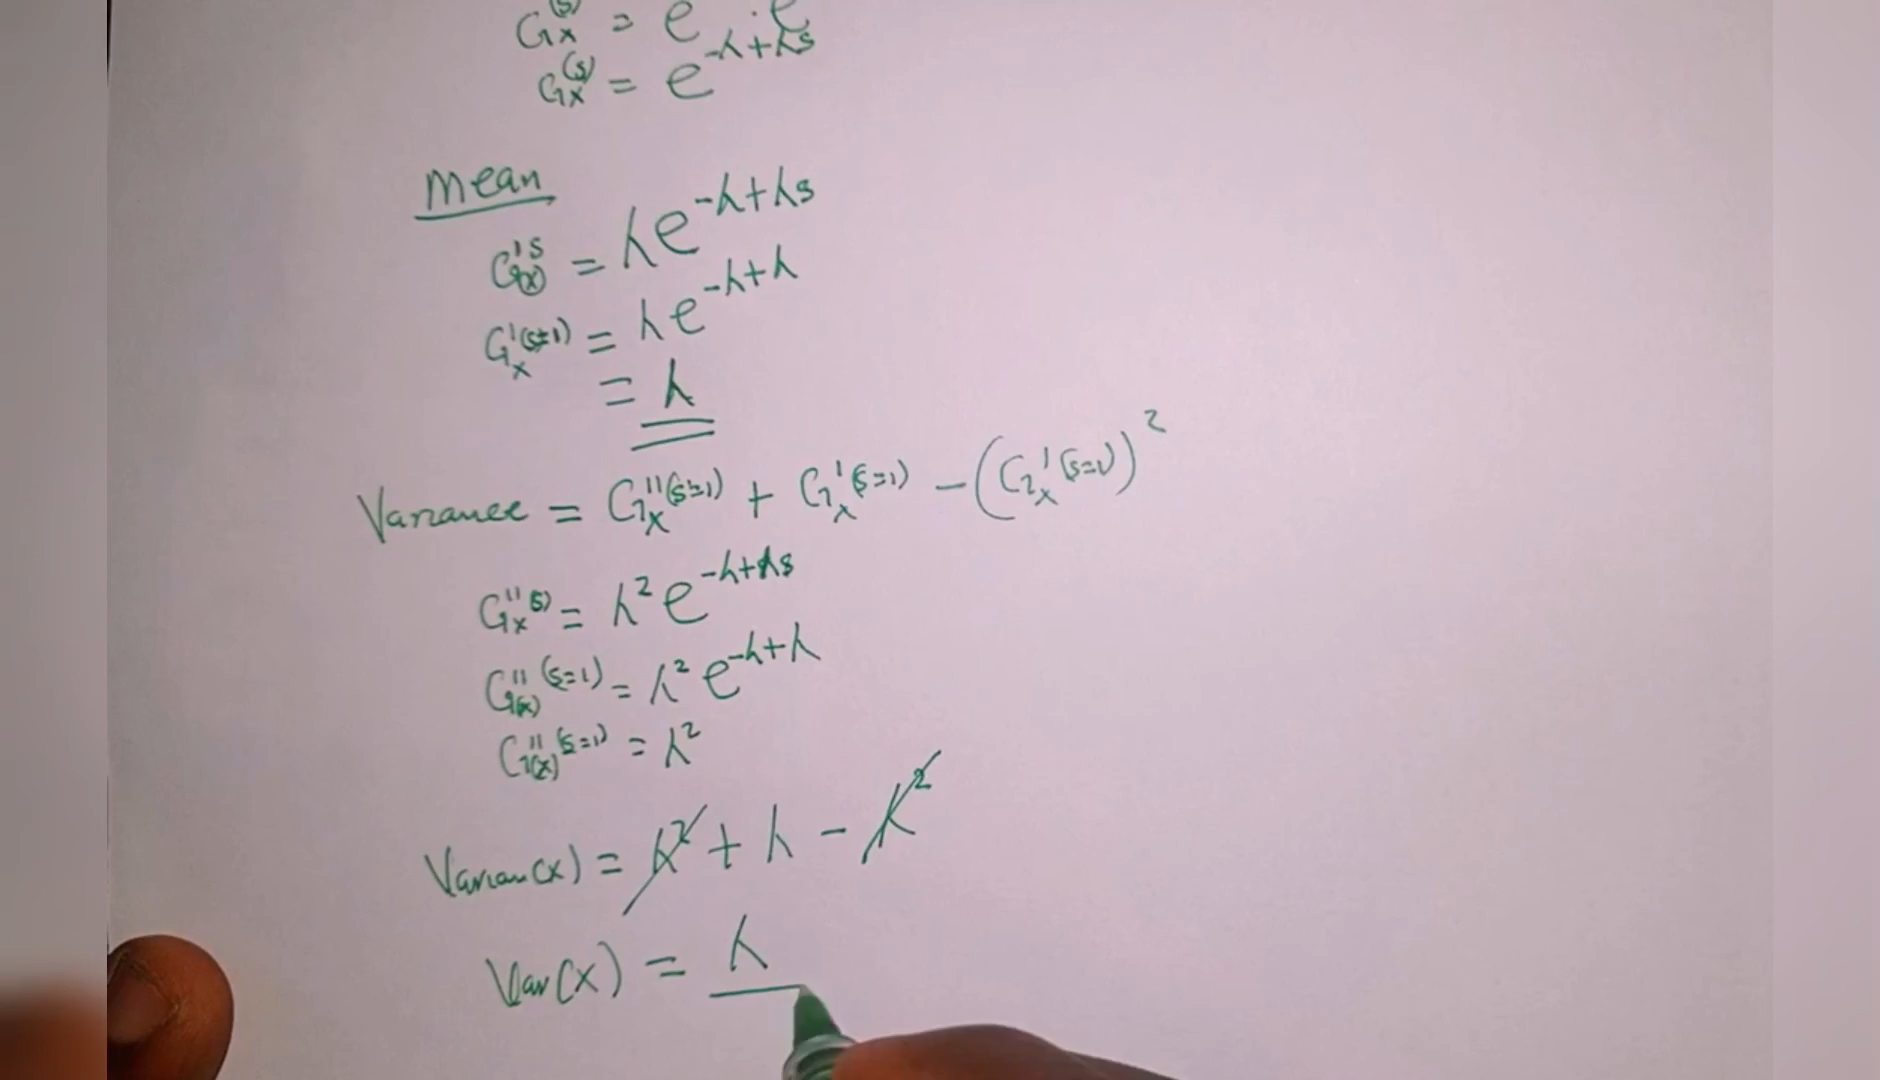 Gx(s) = e . e
Gx(s) = e^-λ+λs
Mean
G'(x)s = λe^-λ+λs
G'x(s=1) = λe^-λ+λ
= λ
Variance = G''x(s=1) + G'x(s=1) - (G'x(s=1))²
G''x(s) = λ²e^-λ+λs
G''(x)(s=1) = λ²e^-λ+λ
G''(x)(s=1) = λ²
Varian(x) = λ² + λ - λ²
Var(x) = λ